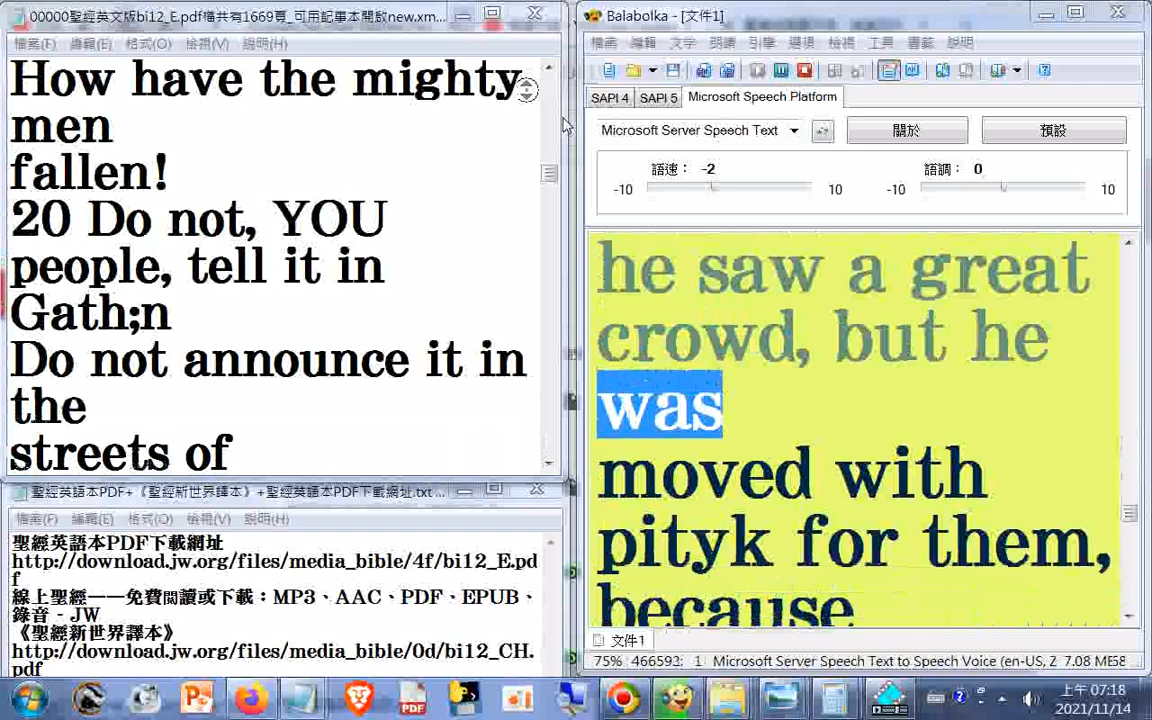 00000聖經英文版bi12_E.pdf檔共有1669頁_可用記事本開啟new.xm...
檔案(F) 編輯(E) 格式(O) 檢視(V) 說明(H)
How have the mighty
men
fallen!
20 Do not, YOU
people, tell it in
Gath;n
Do not announce it in
the
streets of
聖經英語本PDF+《聖經新世界譯本》+聖經英語本PDF下載網址.txt ...
檔案(F) 編輯(E) 格式(O) 檢視(V) 說明(H)
聖經英語本PDF下載網址
http://download.jw.org/files/media_bible/4f/bi12_E.pd
f
線上聖經——免費閱讀或下載：MP3、AAC、PDF、EPUB、
錄音 - JW
《聖經新世界譯本》
http://download.jw.org/files/media_bible/0d/bi12_CH.
pdf
Balabolka - [文件1]
檔案 編輯 文字 朗讀 引擎 選項 檢視 工具 書籤 說明
SAPI 4 SAPI 5 Microsoft Speech Platform
Microsoft Server Speech Text 關於 預設
語速： -2 語調： 0
-10 10 -10 10
he saw a great
crowd, but he
was
moved with
pityk for them,
because
文件1
75% 466592: 1 Microsoft Server Speech Text to Speech Voice (en-US, Z 7.08 MB
上午 07:18
2021/11/14